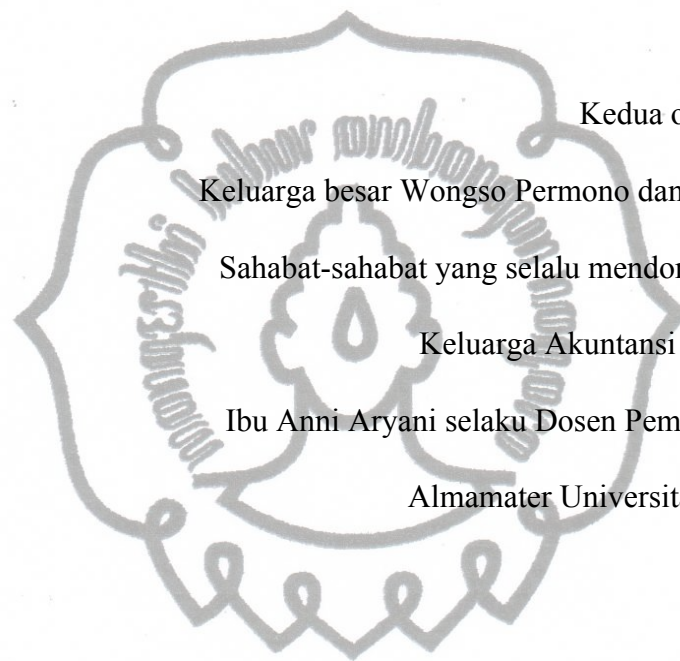 Kedua o
Keluarga besar Wongso Permono dan
Sahabat-sahabat yang selalu mendor
Keluarga Akuntansi
Ibu Anni Aryani selaku Dosen Pem
Almamater Universita